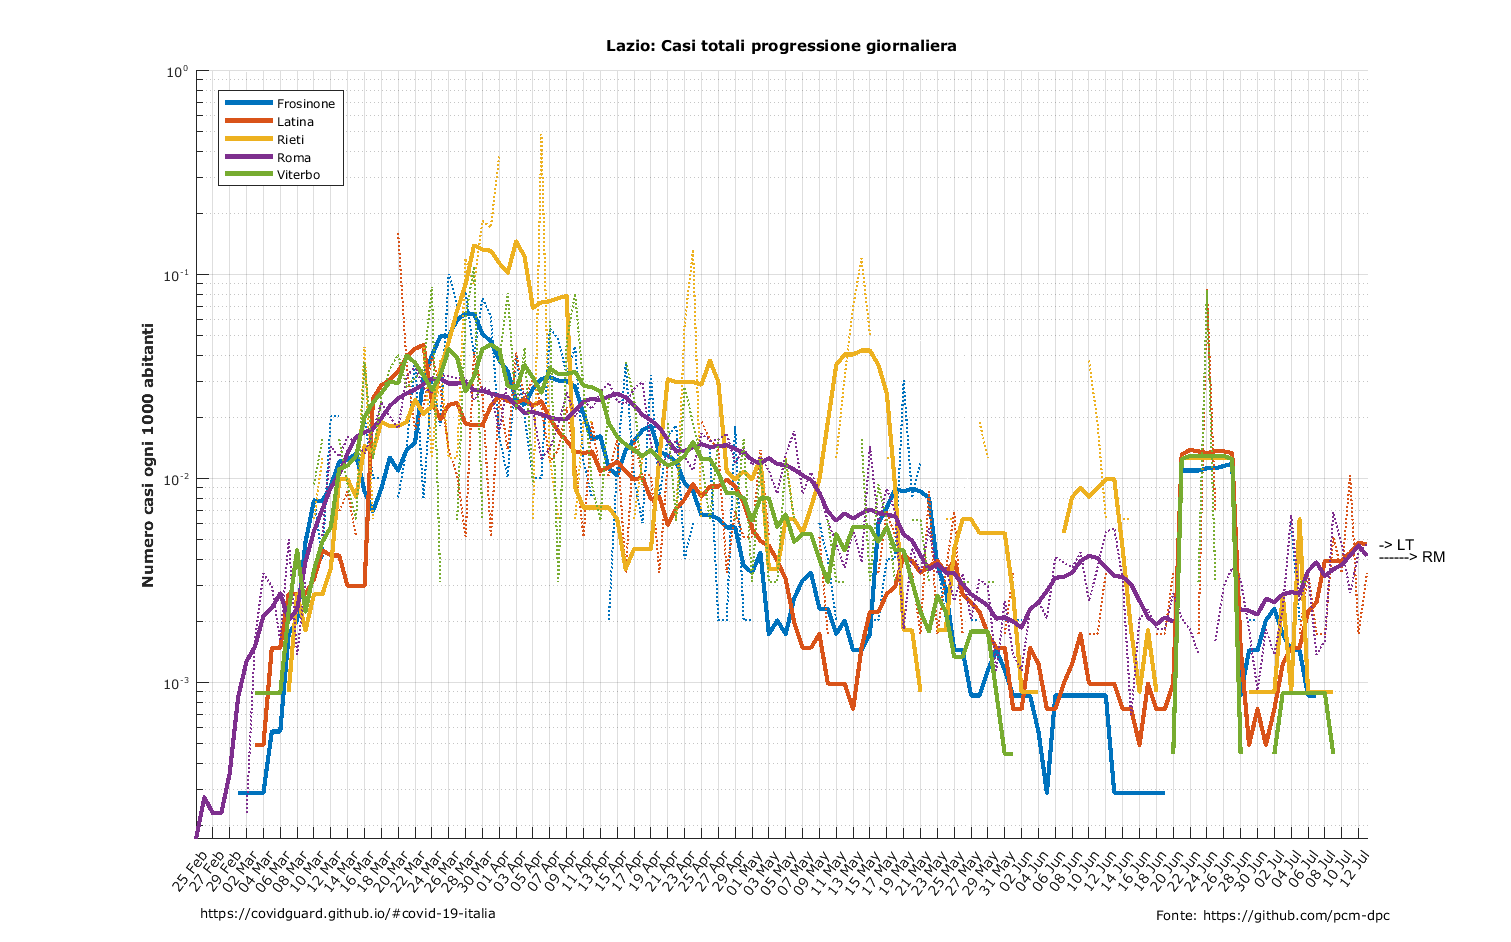 Lazio: Casi totali progressione giornaliera
Numero casi ogni 1000 abitanti
10⁰
10⁻¹
10⁻²
10⁻³
Frosinone
Latina
Rieti
Roma
Viterbo
-> LT
------> RM
25 Feb
27 Feb
29 Feb
02 Mar
04 Mar
06 Mar
08 Mar
10 Mar
12 Mar
14 Mar
16 Mar
18 Mar
20 Mar
22 Mar
24 Mar
26 Mar
28 Mar
30 Mar
01 Apr
03 Apr
05 Apr
07 Apr
09 Apr
11 Apr
13 Apr
15 Apr
17 Apr
19 Apr
21 Apr
23 Apr
25 Apr
27 Apr
29 Apr
01 May
03 May
05 May
07 May
09 May
11 May
13 May
15 May
17 May
19 May
21 May
23 May
25 May
27 May
29 May
31 May
02 Jun
04 Jun
06 Jun
08 Jun
10 Jun
12 Jun
14 Jun
16 Jun
18 Jun
20 Jun
22 Jun
24 Jun
26 Jun
28 Jun
30 Jun
02 Jul
04 Jul
06 Jul
08 Jul
10 Jul
12 Jul
https://covidguard.github.io/#covid-19-italia
Fonte: https://github.com/pcm-dpc